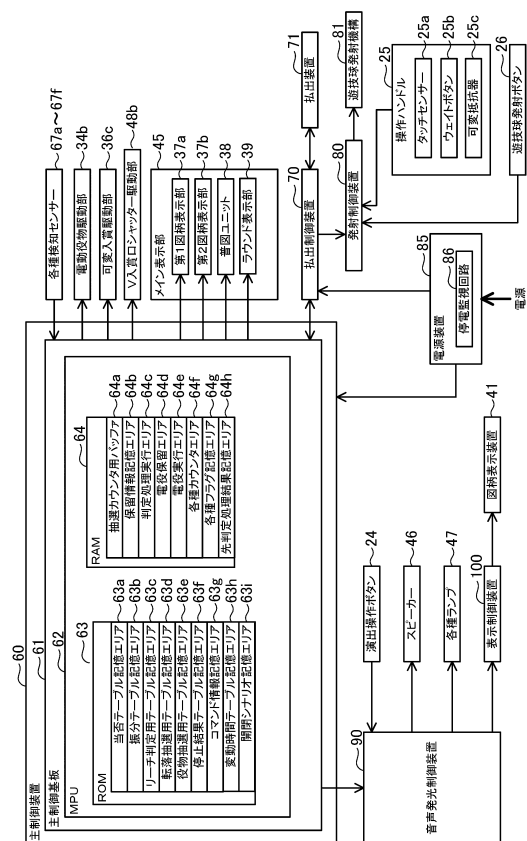 60
主制御装置
61
主制御基板
62
MPU
63
ROM
当否テーブル記憶エリア 63a
振分テーブル記憶エリア 63b
リーチ判定用テーブル記憶エリア 63c
転落抽選用テーブル記憶エリア 63d
役物抽選用テーブル記憶エリア 63e
停止結果テーブル記憶エリア 63f
コマンド情報記憶エリア 63g
変動時間テーブル記憶エリア 63h
開閉シナリオ記憶エリア 63i
64
RAM
抽選カウンタ用バッファ 64a
保留情報記憶エリア 64b
判定処理実行エリア 64c
電役保留エリア 64d
電役実行エリア 64e
各種カウンタエリア 64f
各種フラグ記憶エリア 64g
先判定処理結果記憶エリア 64h
各種検知センサー 67a～67f
電動役物駆動部 34b
可変入賞駆動部 36c
V入賞口シャッター駆動部 48b
メイン表示部 45
第1図柄表示部 37a
第2図柄表示部 37b
普図ユニット 38
ラウンド表示部 39
払出制御装置 70
払出装置 71
発射制御装置 80
遊技球発射機構 81
操作ハンドル 25
タッチセンサー 25a
ウェイトボタン 25b
可変抵抗器 25c
遊技球発射ボタン 26
電源装置 85
停電監視回路 86
電源
90
音声発光制御装置
演出操作ボタン 24
スピーカー 46
各種ランプ 47
表示制御装置 100
図柄表示装置 41